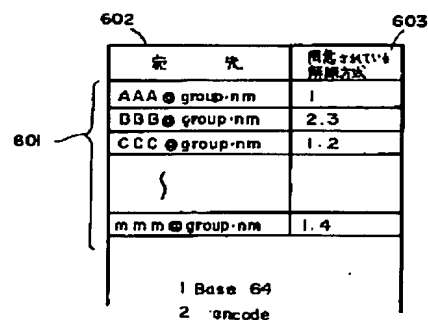 602
603
宛 先
同意されている
解除方式
601
AAA@group・nm 1
BBB@group・nm 2.3
CCC@group・nm 1.2
mmm@group・nm 1.4
1 Base 64
2 encode